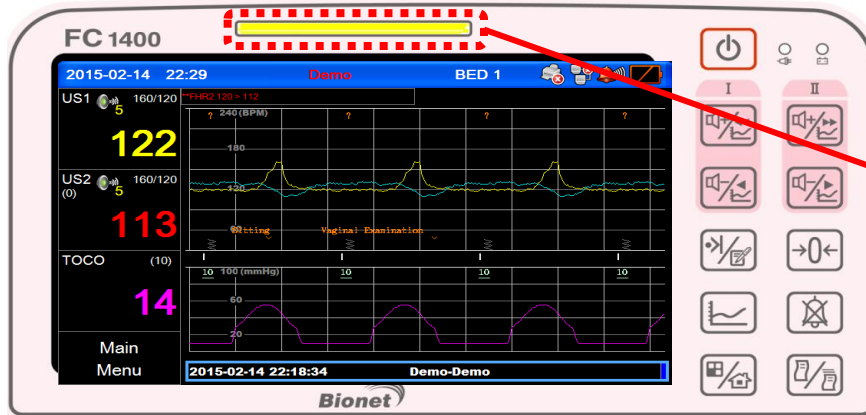 FC 1400
2015-02-14 22:29 Demo BED 1
US1 5 160/120
122
US2 (0) 5 160/120
113
TOCO (10)
14
Main
Menu
**FHR2 120 > 112
? 240 (BPM) ? ? ?
180
120
Sitting Vaginal Examination
10 100 (mmHg) 10 10 10
60
20
2015-02-14 22:18:34 Demo-Demo
Bionet
I II